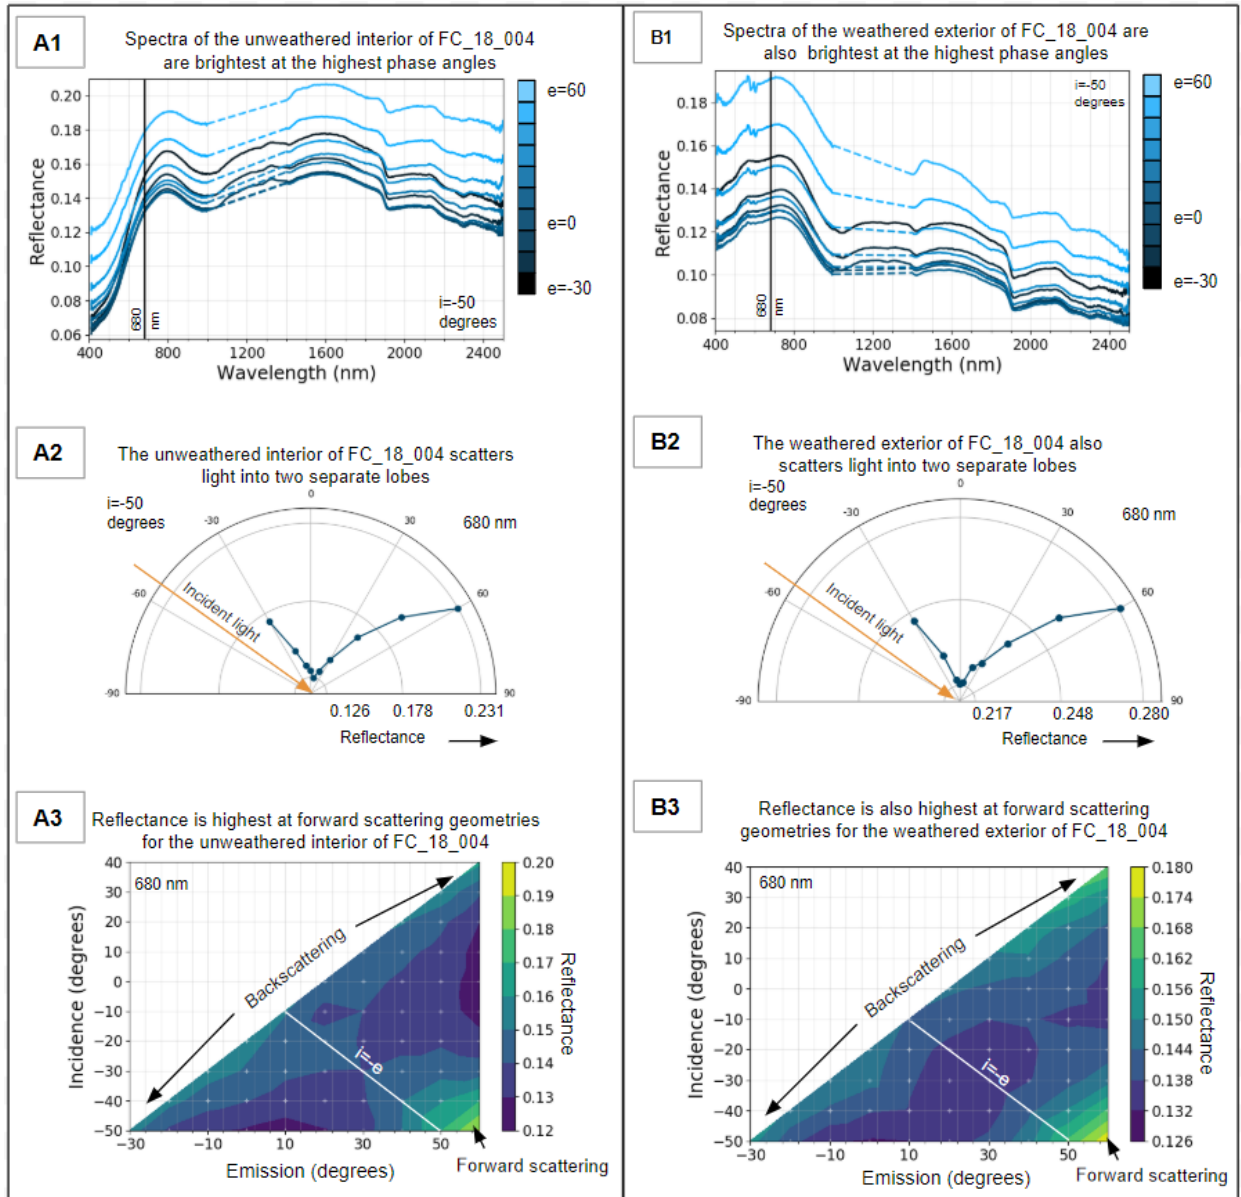 A1
Spectra of the unweathered interior of FC_18_004
are brightest at the highest phase angles
0.20
0.18
0.16
0.14
0.12
0.10
0.08
0.06
Reflectance
680
nm
i=-50
degrees
400
800
1200
1600
2000
2400
Wavelength (nm)
e=60
e=0
e=-30
B1
Spectra of the weathered exterior of FC_18_004 are
also brightest at the highest phase angles
0.18
0.16
0.14
0.12
0.10
0.08
Reflectance
680
nm
i=-50
degrees
400
800
1200
1600
2000
2400
Wavelength (nm)
e=60
e=0
e=-30
A2
The unweathered interior of FC_18_004 scatters
light into two separate lobes
i=-50
degrees
680 nm
-90
-60
-30
0
30
60
90
Incident light
0.126
0.178
0.231
Reflectance
B2
The weathered exterior of FC_18_004 also
scatters light into two separate lobes
i=-50
degrees
680 nm
-90
-60
-30
0
30
60
90
Incident light
0.217
0.248
0.280
Reflectance
A3
Reflectance is highest at forward scattering geometries
for the unweathered interior of FC_18_004
680 nm
40
30
20
10
0
−10
−20
−30
−40
−50
Incidence (degrees)
Backscattering
i=-e
−30
−10
10
30
50
Emission (degrees)
Forward scattering
0.20
0.19
0.18
0.17
0.16
0.15
0.14
0.13
0.12
Reflectance
B3
Reflectance is also highest at forward scattering
geometries for the weathered exterior of FC_18_004
680 nm
40
30
20
10
0
−10
−20
−30
−40
−50
Incidence (degrees)
Backscattering
i=-e
−30
−10
10
30
50
Emission (degrees)
Forward scattering
0.180
0.174
0.168
0.162
0.156
0.150
0.144
0.138
0.132
0.126
Reflectance